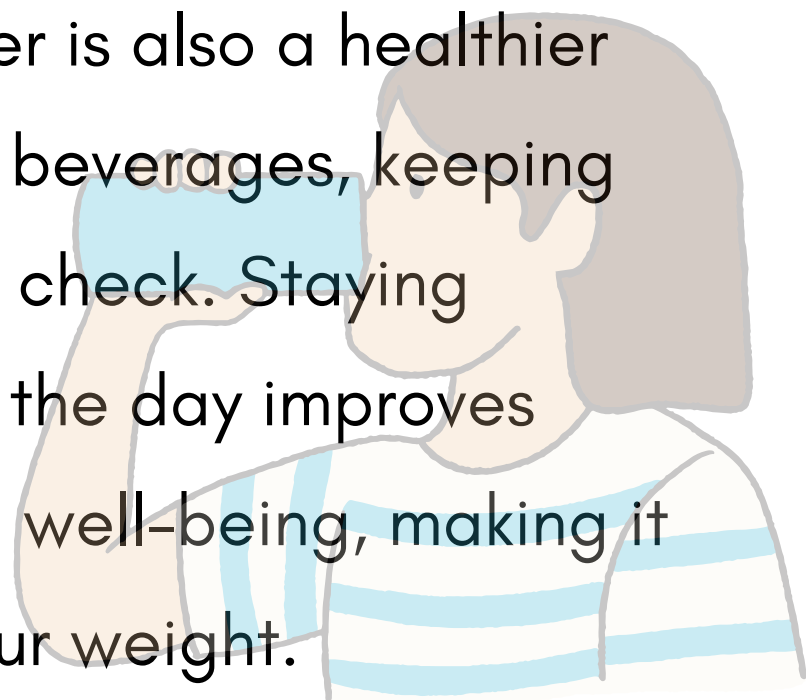 er is also a healthier
beverages, keeping
check. Staying
the day improves
well-being, making it
ur weight.